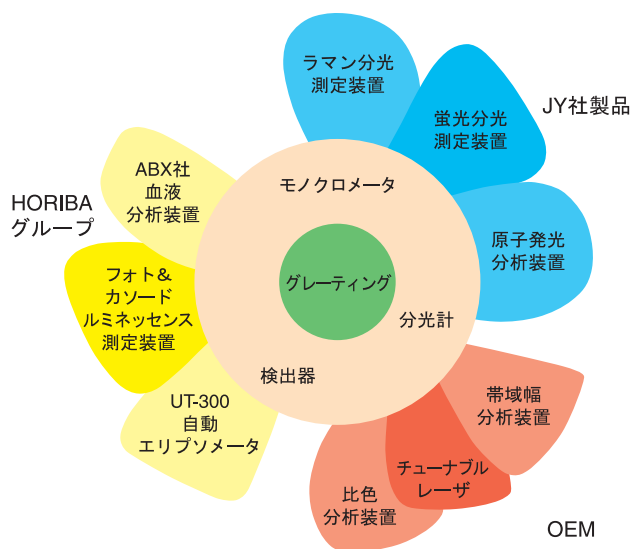 ラマン分光
測定装置
蛍光分光
測定装置
JY社製品
原子発光
分析装置
ABX社
血液
分析装置
HORIBA
グループ
フォト&
カソード
ルミネッセンス
測定装置
UT-300
自動
エリプソメータ
モノクロメータ
グレーティング
分光計
検出器
帯域幅
分析装置
チューナブル
レーザ
比色
分析装置
OEM